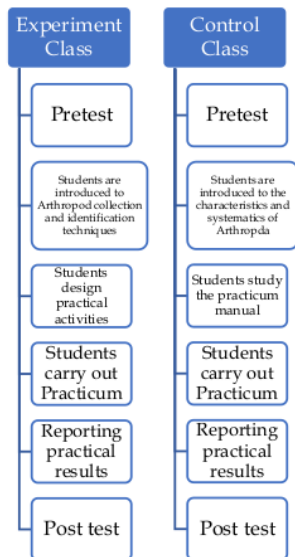 Experiment
Class
Pretest
Students are
introduced to
Arthropod collection
and identification
techniques
Students
design
practical
activities
Students
carry out
Practicum
Reporting
practical
results
Post test
Control
Class
Pretest
Students are
introduced to the
characteristics and
systematics of
Arthropda
Students study
the practicum
manual
Students
carry out
Practicum
Reporting
practical
results
Post test